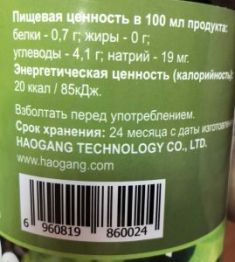 Пищевая ценность в 100 мл продукта:
белки - 0,7 г; жиры - 0 г;
углеводы - 4,1 г; натрий - 19 мг.
Энергетическая ценность (калорийность):
20 ккал / 85кДж.
Взболтать перед употреблением.
Срок хранения: 24 месяца с даты изготовлен
HAOGANG TECHNOLOGY CO., LTD.
www.haogang.com
6 960819 860024